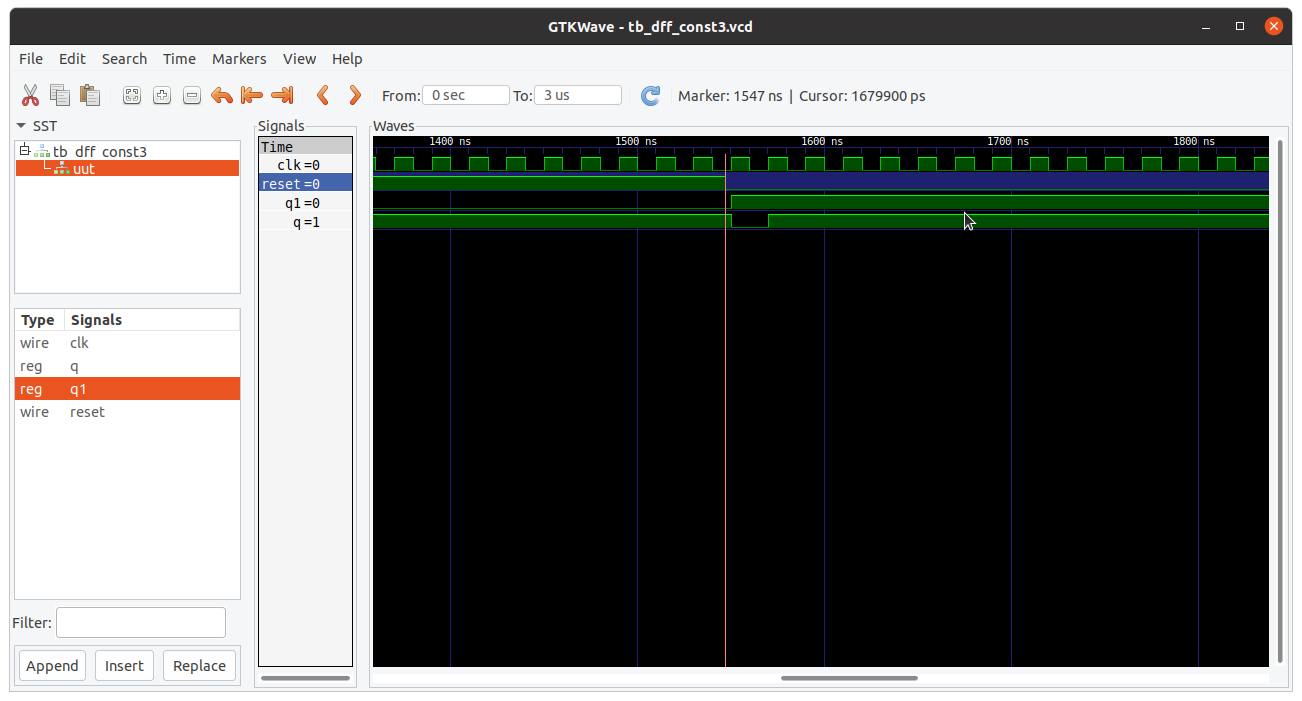 GTKWave - tb_dff_const3.vcd
File Edit Search Time Markers View Help
From: 0 sec To: 3 us Marker: 1547 ns | Cursor: 1679900 ps
SST
tb_dff_const3
uut
Type Signals
wire clk
reg q
reg q1
wire reset
Filter:
Append Insert Replace
Signals
Time
clk =0
reset =0
q1 =0
q =1
Waves
1400 ns 1500 ns 1600 ns 1700 ns 1800 ns